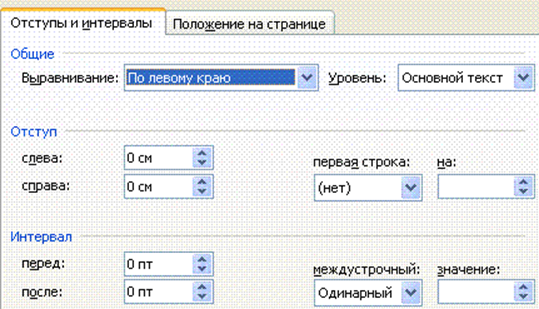 Отступы и интервалы Положение на странице
Общие
Выравнивание: По левому краю Уровень: Основной текст
Отступ
слева: 0 см первая строка: на:
справа: 0 см (нет)
Интервал
перед: 0 пт междустрочный: значение:
после: 0 пт Одинарный